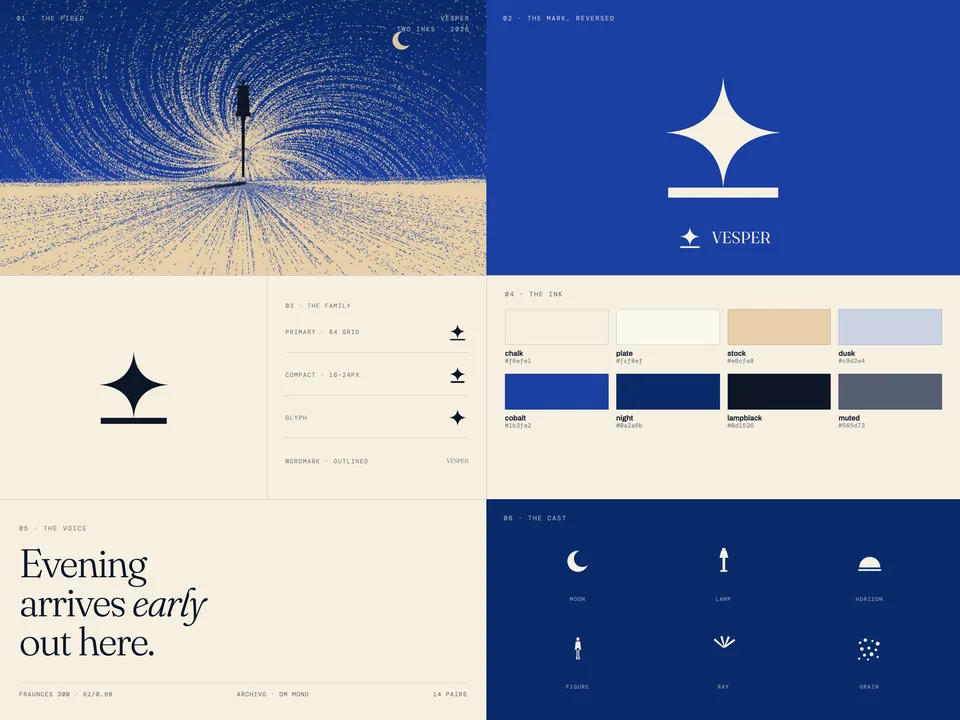 01 · THE FIELD
VESPER
TWO INKS · 2026
02 · THE MARK, REVERSED
VESPER
03 · THE FAMILY
PRIMARY · 64 GRID
COMPACT · 16–24PX
GLYPH
WORDMARK · OUTLINED
VESPER
04 · THE INK
chalk
#f6efe1
plate
#fcf8ef
stock
#e6cfa8
dusk
#c9d2e4
cobalt
#1b3fa2
night
#0a2a6b
lampblack
#0d1526
muted
#565d73
05 · THE VOICE
Evening
arrives early
out here.
FRAUNCES 300 · 62/0.98
ARCHIVO · DM MONO
14 PAIRS
06 · THE CAST
MOON
LAMP
HORIZON
FIGURE
RAY
GRAIN